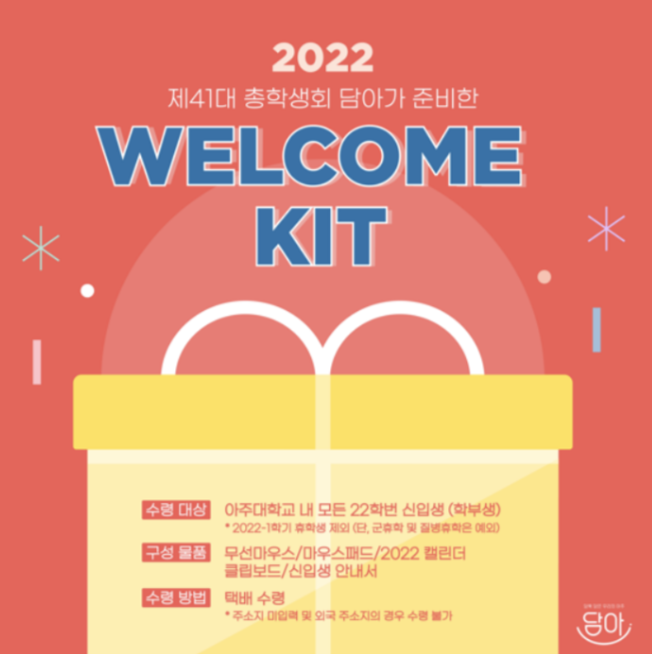 2022
제41대 총학생회 담아가 준비한
WELCOME
KIT
수령 대상 아주대학교 내 모든 22학번 신입생 (학부생)
* 2022-1학기 휴학생 제외 (단, 군휴학 및 질병휴학은 예외)
구성 물품 무선마우스/마우스패드/2022 캘린더
클립보드/신입생 안내서
수령 방법 택배 수령
* 주소지 미입력 및 외국 주소지의 경우 수령 불가
담아